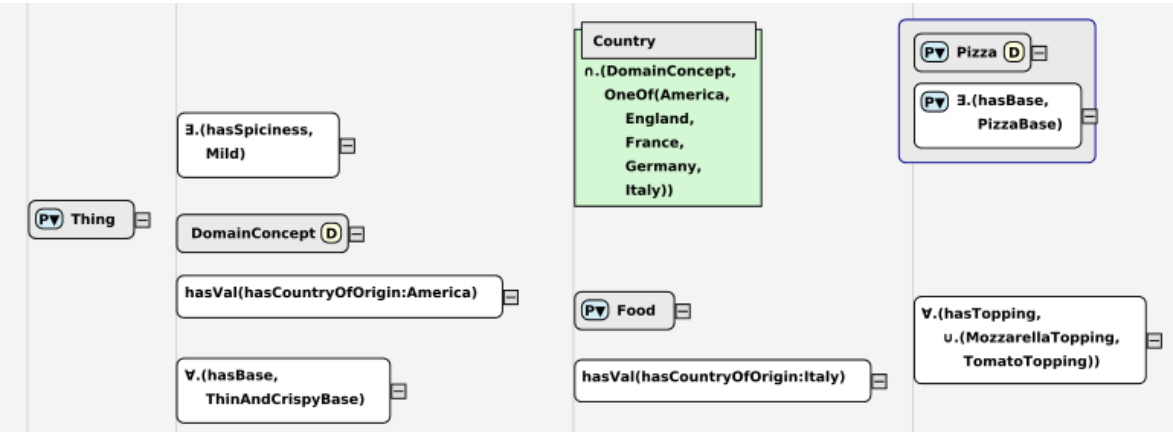 P▼ Thing
∃.(hasSpiciness,
Mild)
DomainConcept D
hasVal(hasCountryOfOrigin:America)
∀.(hasBase,
ThinAndCrispyBase)
Country
∩.(DomainConcept,
OneOf(America,
England,
France,
Germany,
Italy))
P▼ Food
hasVal(hasCountryOfOrigin:Italy)
P▼ Pizza D
P▼ ∃.(hasBase,
PizzaBase)
∀.(hasTopping,
∪.(MozzarellaTopping,
TomatoTopping))